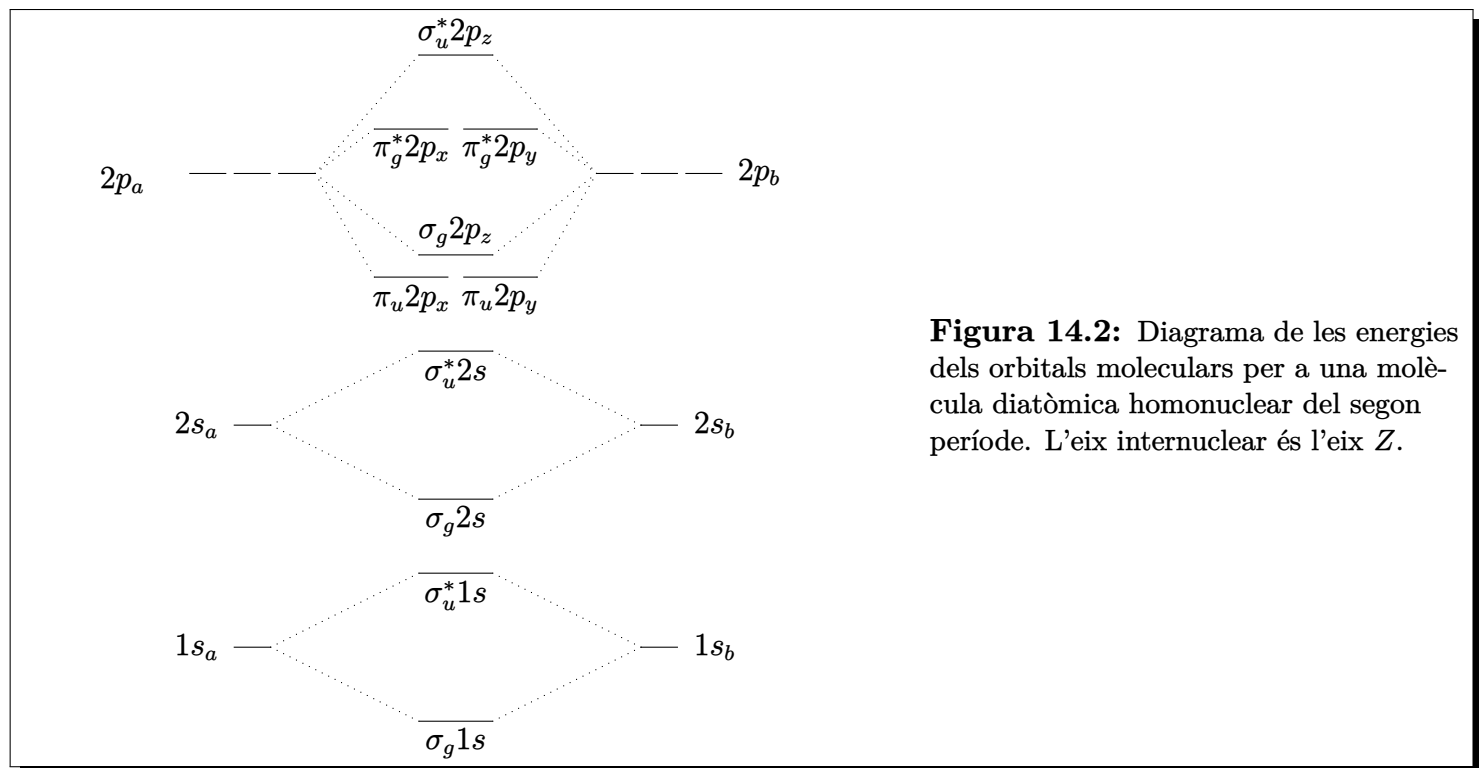 σ*u2pz
π*g2px π*g2py
2pa 2pb
σg2pz
πu2px πu2py
σ*u2s
2sa 2sb
σg2s
σ*u1s
1sa 1sb
σg1s
Figura 14.2: Diagrama de les energies
dels orbitals moleculars per a una molè-
cula diatòmica homonuclear del segon
període. L'eix internuclear és l'eix Z.